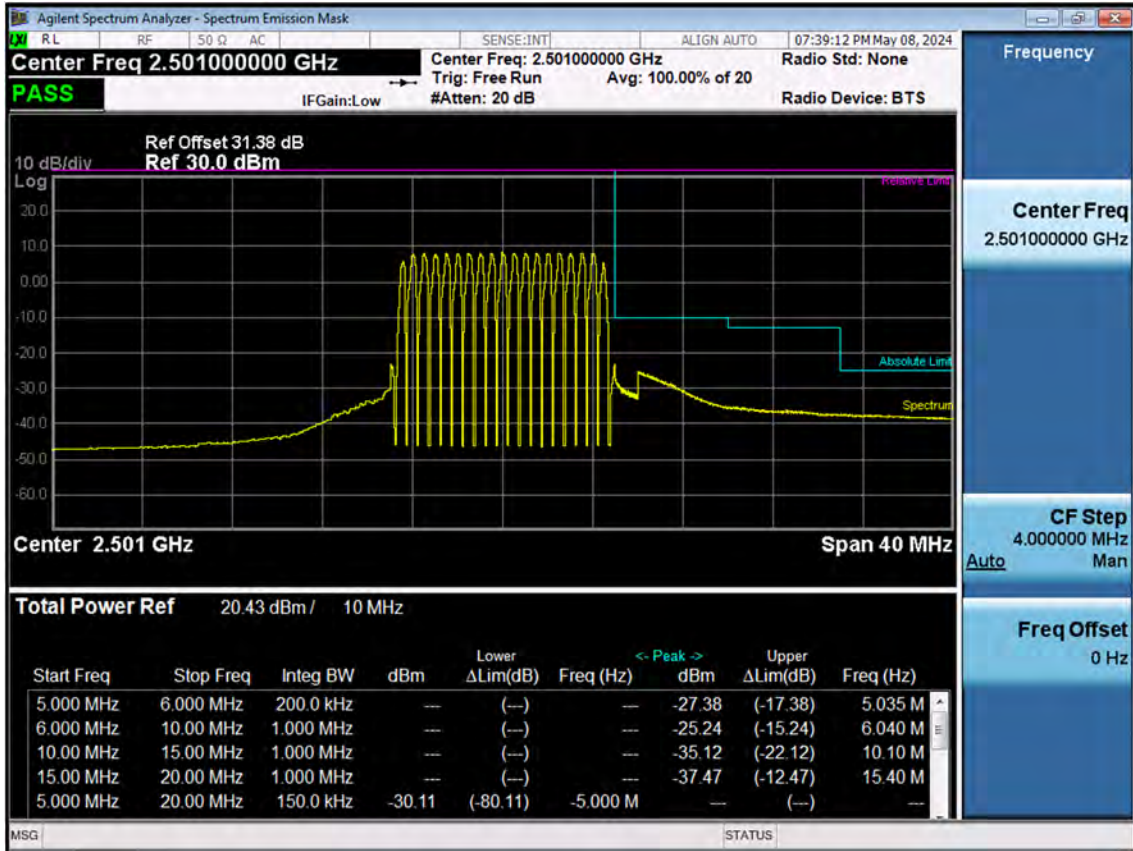 Agilent Spectrum Analyzer - Spectrum Emission Mask
LXI RL RF 50 Ω AC SENSE:INT ALIGN AUTO 07:39:12 PM May 08, 2024
Center Freq 2.501000000 GHz Center Freq: 2.501000000 GHz Radio Std: None
Trig: Free Run Avg: 100.00% of 20
PASS IFGain:Low #Atten: 20 dB Radio Device: BTS
Ref Offset 31.38 dB
10 dB/div Ref 30.0 dBm
Log
Relative Limit
20.0
10.0
0.00
-10.0
-20.0
Absolute Limit
-30.0
Spectrum
-40.0
-50.0
-60.0
Center 2.501 GHz Span 40 MHz
Total Power Ref 20.43 dBm / 10 MHz
Lower <- Peak -> Upper
Start Freq Stop Freq Integ BW dBm ΔLim(dB) Freq (Hz) dBm ΔLim(dB) Freq (Hz)
5.000 MHz 6.000 MHz 200.0 kHz --- (---) --- -27.38 (-17.38) 5.035 M
6.000 MHz 10.00 MHz 1.000 MHz --- (---) --- -25.24 (-15.24) 6.040 M
10.00 MHz 15.00 MHz 1.000 MHz --- (---) --- -35.12 (-22.12) 10.10 M
15.00 MHz 20.00 MHz 1.000 MHz --- (---) --- -37.47 (-12.47) 15.40 M
5.000 MHz 20.00 MHz 150.0 kHz -30.11 (-80.11) -5.000 M --- (---) ---
MSG STATUS
Frequency
Center Freq
2.501000000 GHz
CF Step
4.000000 MHz
Auto Man
Freq Offset
0 Hz